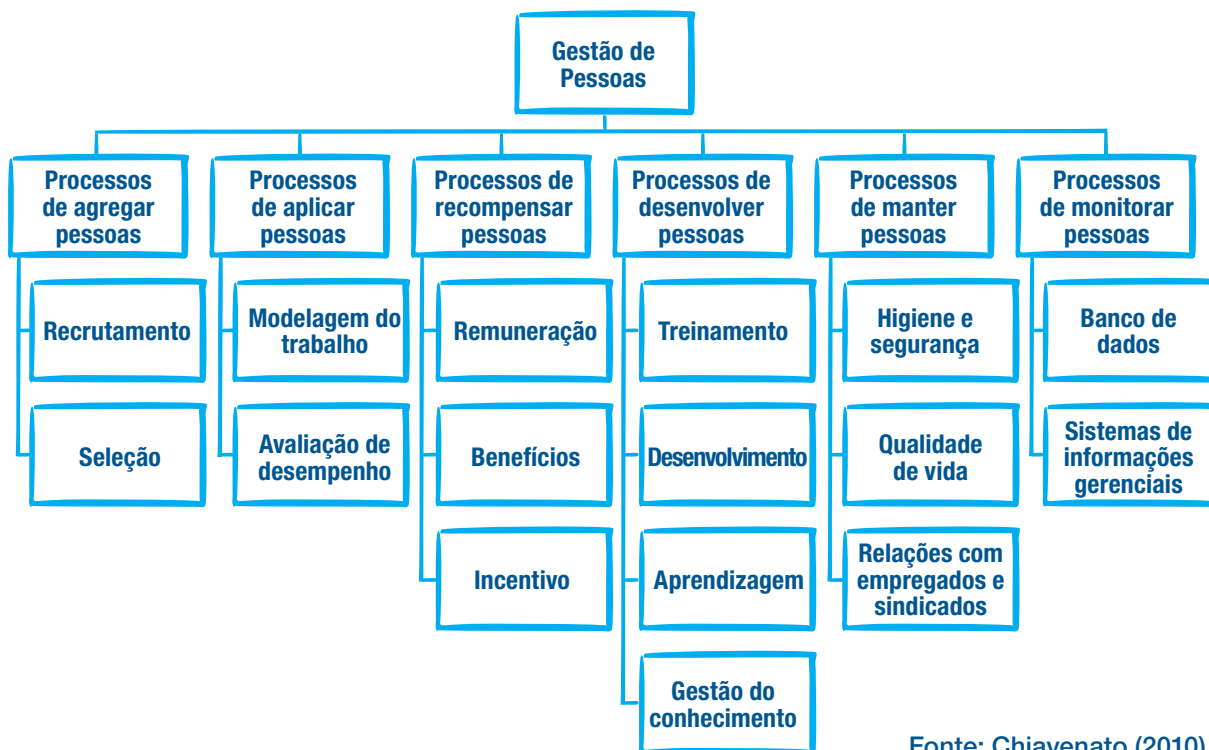 Gestão de
Pessoas
Processos
de agregar
pessoas
Processos
de aplicar
pessoas
Processos de
recompensar
pessoas
Processos de
desenvolver
pessoas
Processos
de manter
pessoas
Processos
de monitorar
pessoas
Recrutamento
Modelagem do
trabalho
Remuneração
Treinamento
Higiene e
segurança
Banco de
dados
Seleção
Avaliação de
desempenho
Benefícios
Desenvolvimento
Qualidade
de vida
Sistemas de
informações
gerenciais
Incentivo
Aprendizagem
Relações com
empregados e
sindicados
Gestão do
conhecimento
Fonte: Chiavenato (2010)